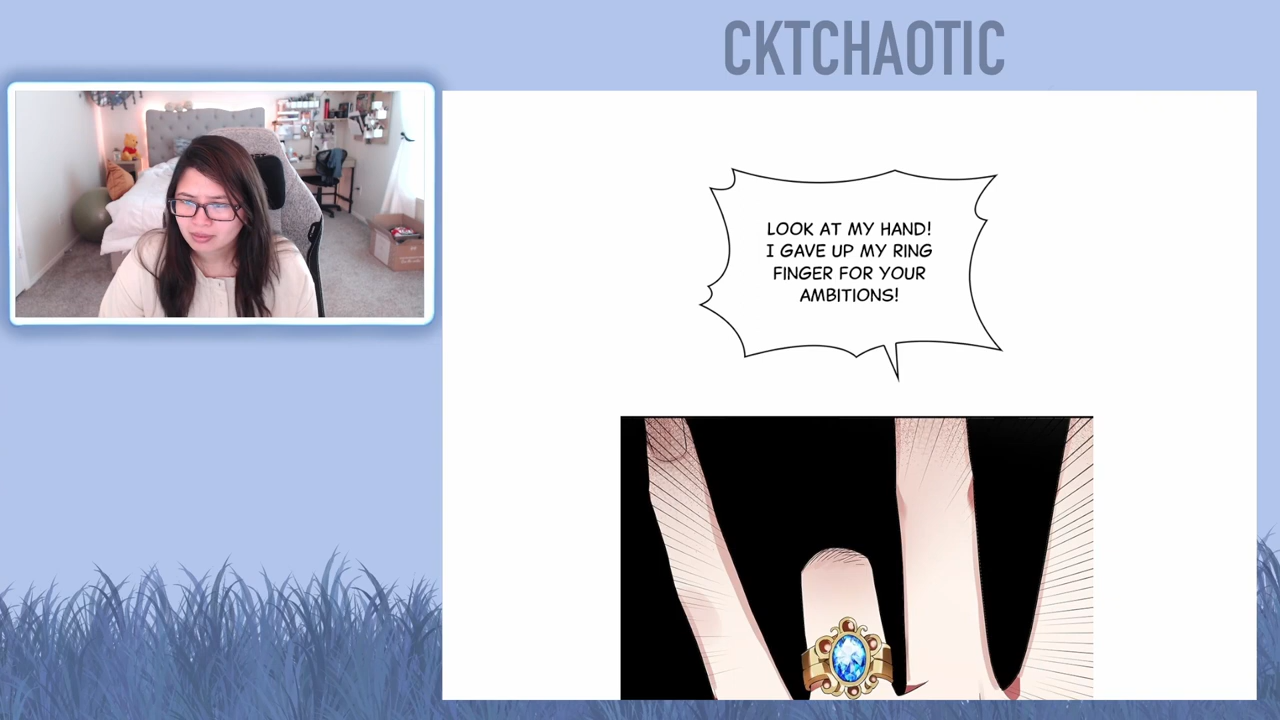 CKTCHAOTIC
LOOK AT MY HAND!
I GAVE UP MY RING
FINGER FOR YOUR
AMBITIONS!